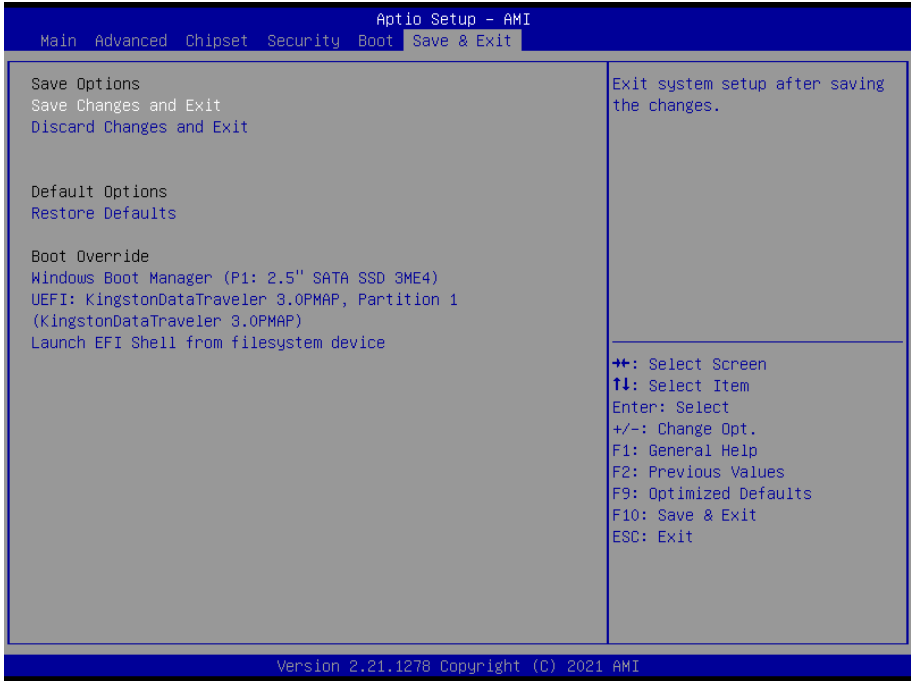 Aptio Setup – AMI
Main Advanced Chipset Security Boot Save & Exit
Save Options
Save Changes and Exit
Discard Changes and Exit
Default Options
Restore Defaults
Boot Override
Windows Boot Manager (P1: 2.5" SATA SSD 3ME4)
UEFI: KingstonDataTraveler 3.0PMAP, Partition 1
(KingstonDataTraveler 3.0PMAP)
Launch EFI Shell from filesystem device
Exit system setup after saving
the changes.
→←: Select Screen
↑↓: Select Item
Enter: Select
+/-: Change Opt.
F1: General Help
F2: Previous Values
F9: Optimized Defaults
F10: Save & Exit
ESC: Exit
Version 2.21.1278 Copyright (C) 2021 AMI